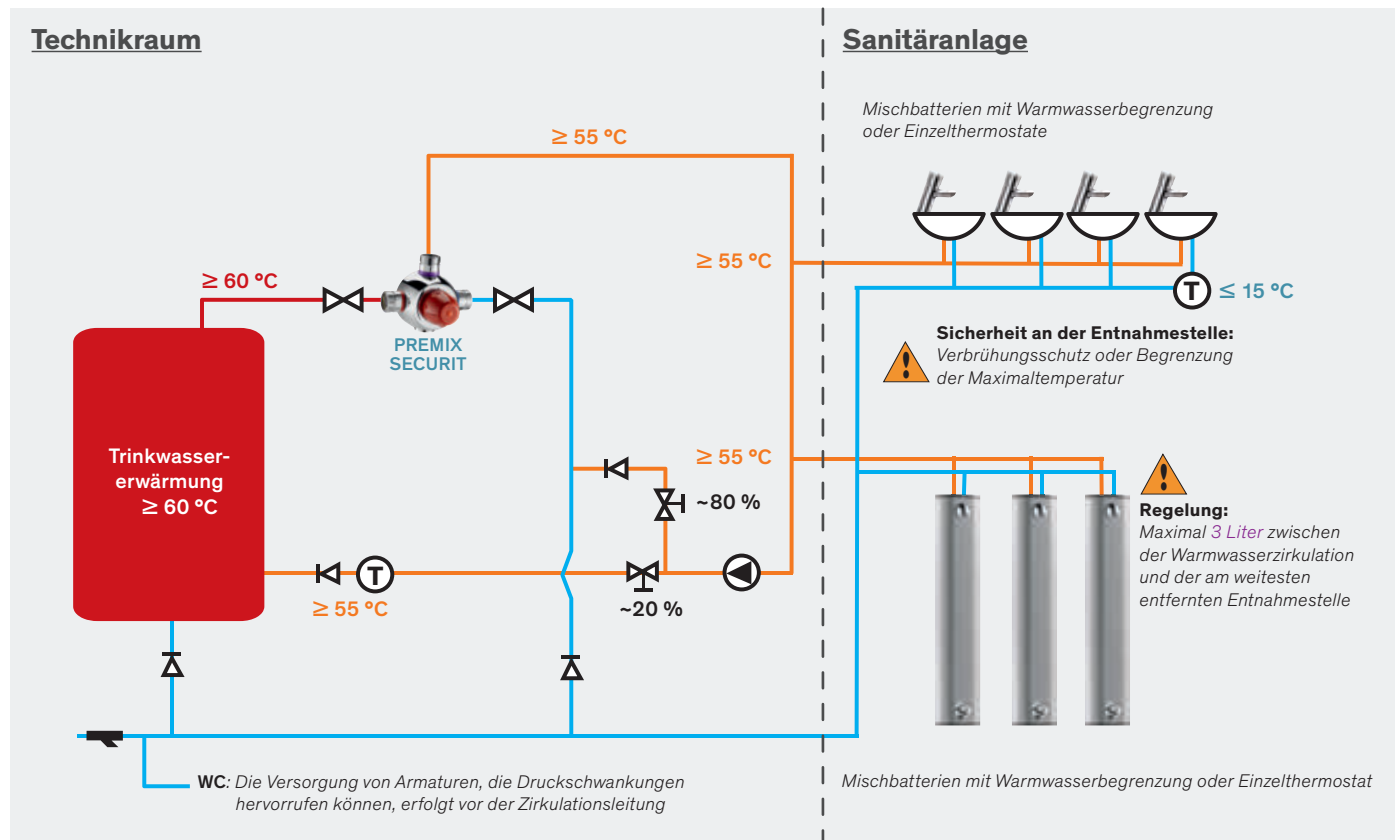 Technikraum
Sanitäranlage
Mischbatterien mit Warmwasserbegrenzung
oder Einzelthermostate
≥ 55 °C
≥ 60 °C
≥ 55 °C
T
≤ 15 °C
PREMIX
SECURIT
Sicherheit an der Entnahmestelle:
Verbrühungsschutz oder Begrenzung
der Maximaltemperatur
Trinkwasser-
erwärmung
≥ 60 °C
≥ 55 °C
~80 %
Regelung:
Maximal 3 Liter zwischen
der Warmwasserzirkulation
und der am weitesten
entfernten Entnahmestelle
T
≥ 55 °C
~20 %
WC: Die Versorgung von Armaturen, die Druckschwankungen
hervorrufen können, erfolgt vor der Zirkulationsleitung
Mischbatterien mit Warmwasserbegrenzung oder Einzelthermostat